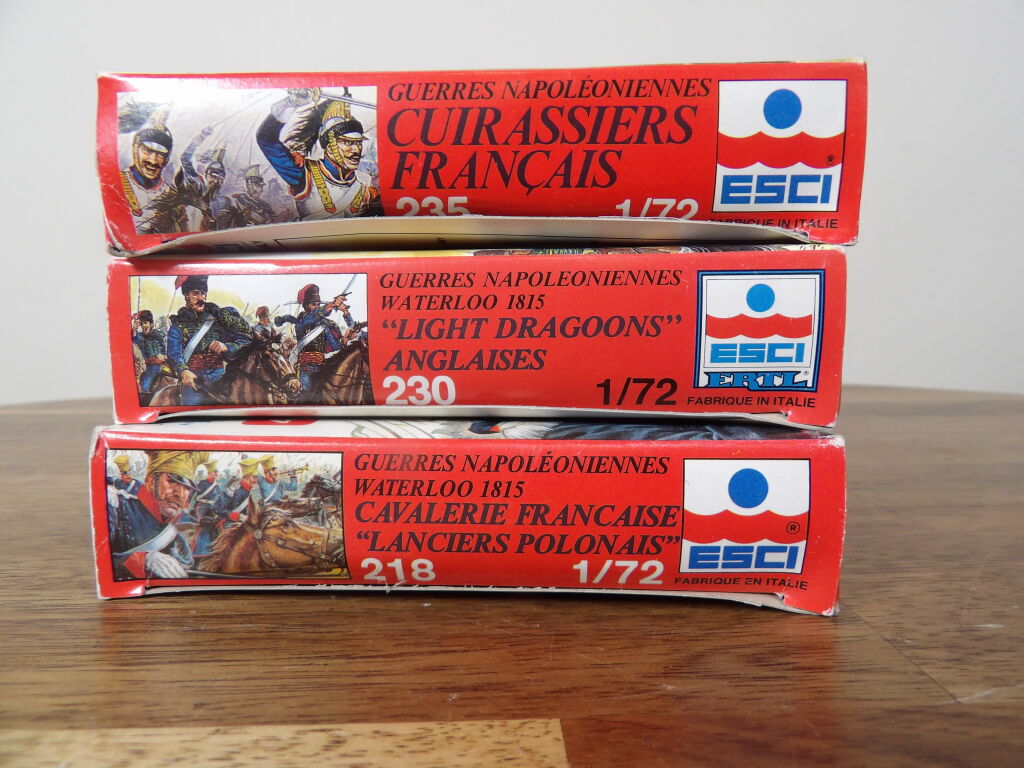 GUERRES NAPOLÉONIENNES
CUIRASSIERS
FRANÇAIS
235 1/72
ESCI
®
FABRIQUE IN ITALIE
GUERRES NAPOLEONIENNES
WATERLOO 1815
"LIGHT DRAGOONS"
ANGLAISES
230 1/72
ESCI
ERTL®
FABRIQUE IN ITALIE
GUERRES NAPOLÉONIENNES
WATERLOO 1815
CAVALERIE FRANCAISE
"LANCIERS POLONAIS"
218 1/72
®
ESCI
FABRIQUE EN ITALIE